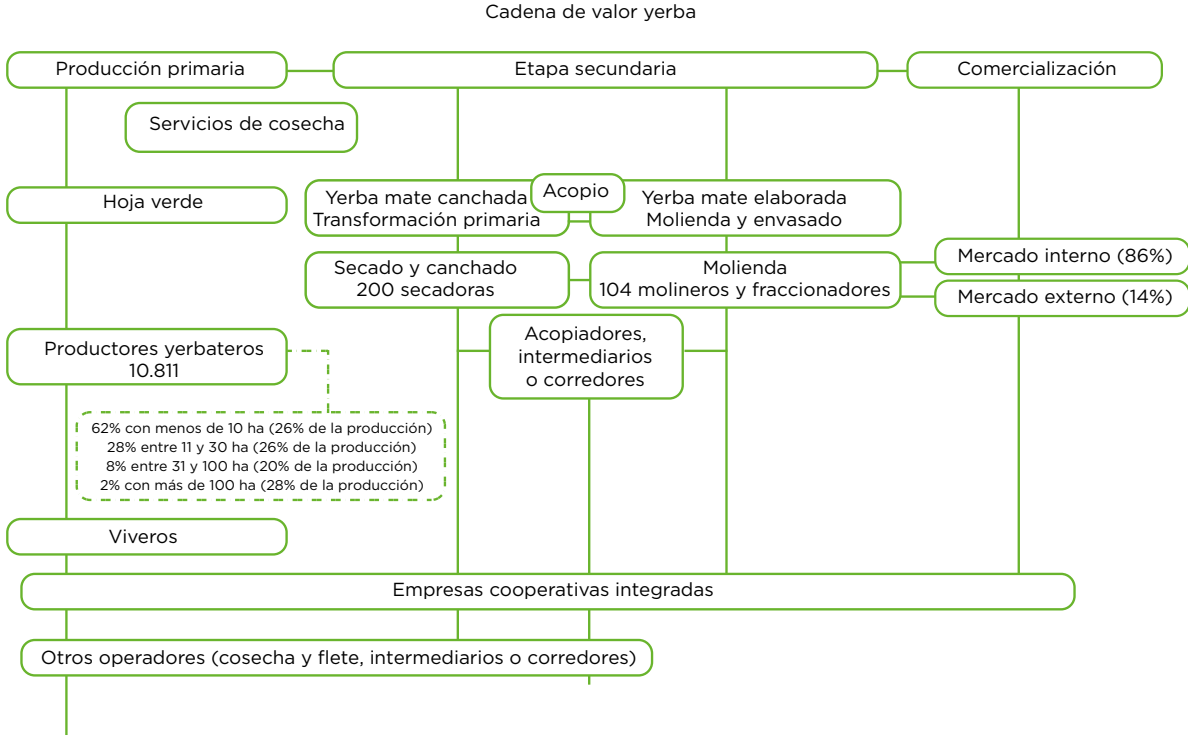 Cadena de valor yerba
Producción primaria
Etapa secundaria
Comercialización
Servicios de cosecha
Hoja verde
Yerba mate canchada
Transformación primaria
Acopio
Yerba mate elaborada
Molienda y envasado
Secado y canchado
200 secadoras
Molienda
104 molineros y fraccionadores
Mercado interno (86%)
Mercado externo (14%)
Productores yerbateros
10.811
Acopiadores,
intermediarios
o corredores
62% con menos de 10 ha (26% de la producción)
28% entre 11 y 30 ha (26% de la producción)
8% entre 31 y 100 ha (20% de la producción)
2% con más de 100 ha (28% de la producción)
Viveros
Empresas cooperativas integradas
Otros operadores (cosecha y flete, intermediarios o corredores)